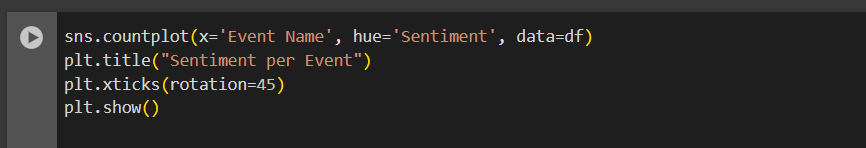 sns.countplot(x='Event Name', hue='Sentiment', data=df)
plt.title("Sentiment per Event")
plt.xticks(rotation=45)
plt.show()